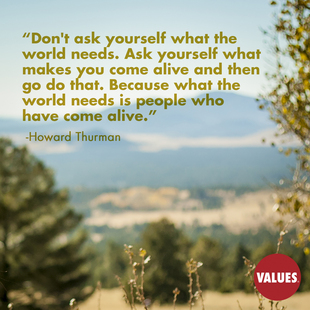 “Don't ask yourself what the
world needs. Ask yourself what
makes you come alive and then
go do that. Because what the
world needs is people who
have come alive.”
-Howard Thurman
VALUES